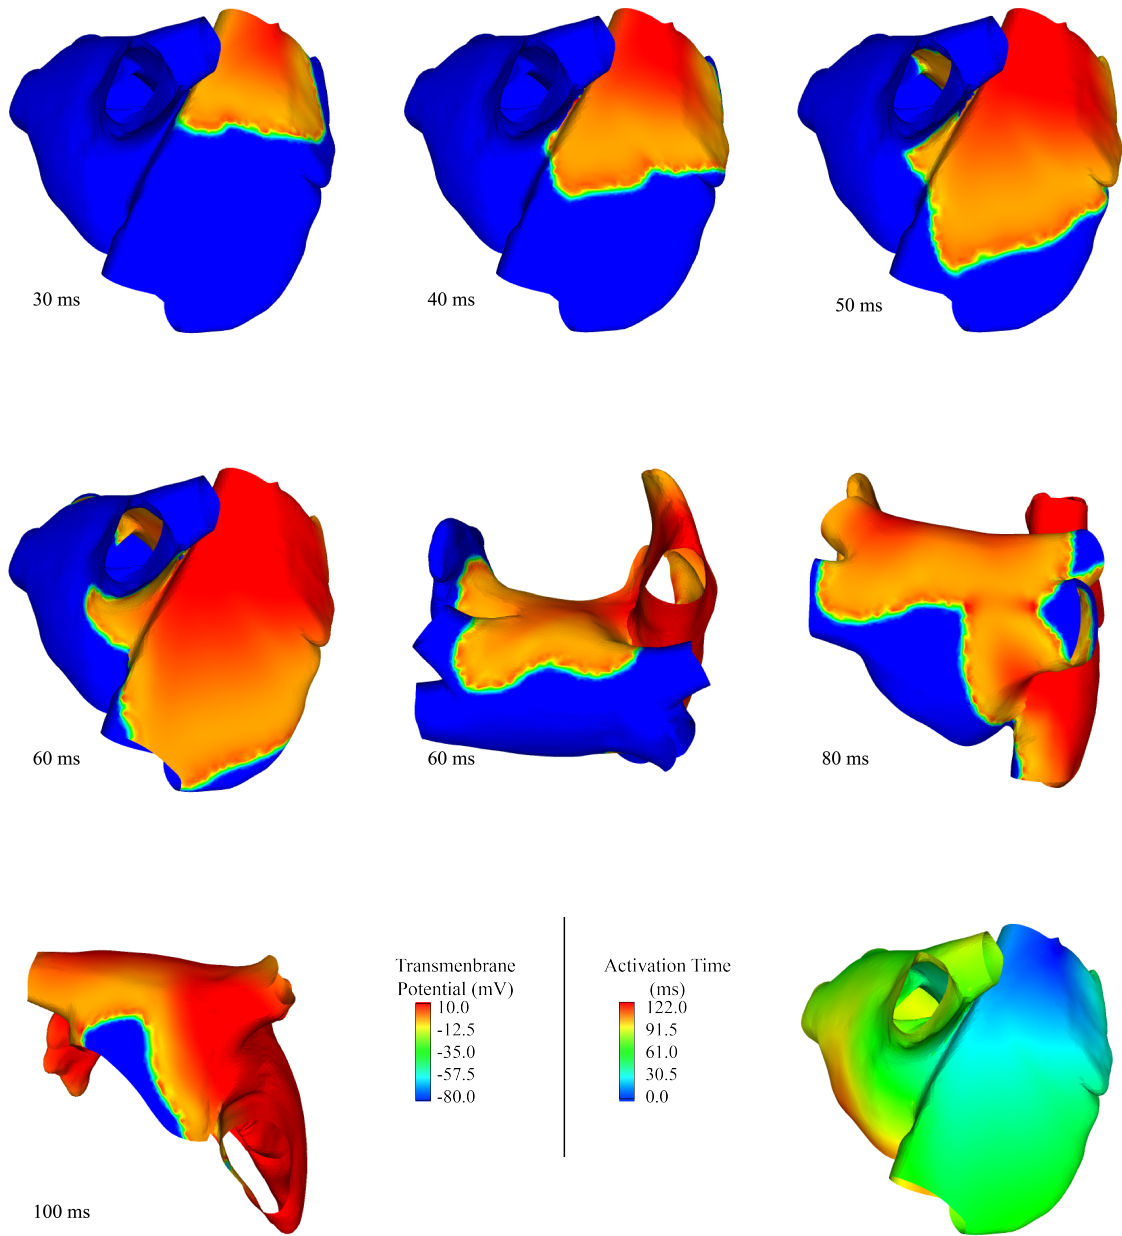 30 ms
40 ms
50 ms
60 ms
60 ms
80 ms
100 ms
Transmenbrane
Potential (mV)
10.0
-12.5
-35.0
-57.5
-80.0
Activation Time
(ms)
122.0
91.5
61.0
30.5
0.0